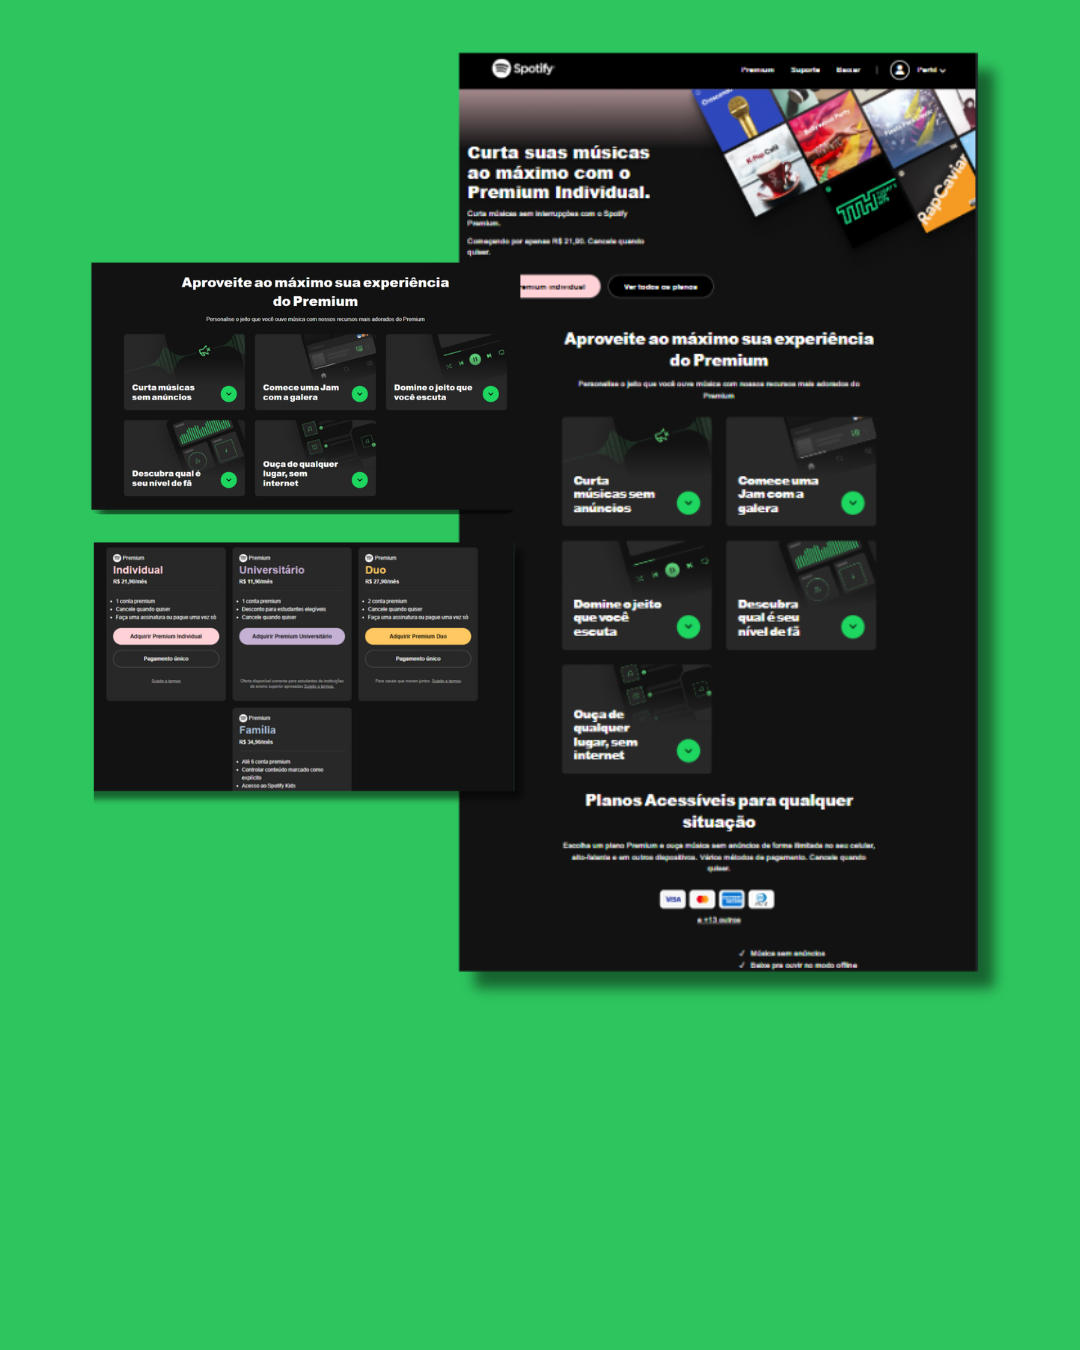 Spotify
Premium
Suporte
Baixar
Perfil
Crescendo
K-Pop Café
Bollywood Party
RapCaviar
Curta suas músicas
ao máximo com o
Premium Individual.
Curta músicas sem interrupções com o Spotify
Premium.
Começando por apenas R$ 21,90. Cancele quando
quiser.
remium individual
Ver todos os planos
Aproveite ao máximo sua experiência
do Premium
Personalise o jeito que você ouve música com nossos recursos mais adorados do
Premium
Curta
músicas sem
anúncios
Comece uma
Jam com a
galera
Domine o jeito
que você
escuta
Descubra
qual é seu
nível de fã
Ouça de
qualquer
lugar, sem
internet
Planos Acessíveis para qualquer
situação
Escolha um plano Premium e ouça música sem anúncios de forma ilimitada no seu celular,
alto-falante e em outros dispositivos. Vários métodos de pagamento. Cancele quando
quiser.
VISA
e +13 outros
✓ Música sem anúncios
✓ Baixe pra ouvir no modo offline
Aproveite ao máximo sua experiência
do Premium
Personalise o jeito que você ouve música com nossos recursos mais adorados do Premium
Curta músicas
sem anúncios
Comece uma Jam
com a galera
Domine o jeito que
você escuta
Descubra qual é
seu nível de fã
Ouça de qualquer
lugar, sem
internet
Premium
Individual
R$ 21,90/mês
• 1 conta premium
• Cancele quando quiser
• Faça uma assinatura ou pague uma vez só
Adquirir Premium Individual
Pagamento único
Sujeito a termos
Premium
Universitário
R$ 11,90/mês
• 1 conta premium
• Desconto para estudantes elegíveis
• Cancele quando quiser
Adquirir Premium Universitário
Oferta disponível somente para estudantes de instituições
de ensino superior aprovadas Sujeito a termos.
Premium
Duo
R$ 27,90/mês
• 2 conta premium
• Cancele quando quiser
• Faça uma assinatura ou pague uma vez só
Adquirir Premium Duo
Pagamento único
Para casais que moram juntos. Sujeito a termos
Premium
Família
R$ 34,90/mês
• Até 6 conta premium
• Controlar conteúdo marcado como
explícito
• Acesso ao Spotify Kids